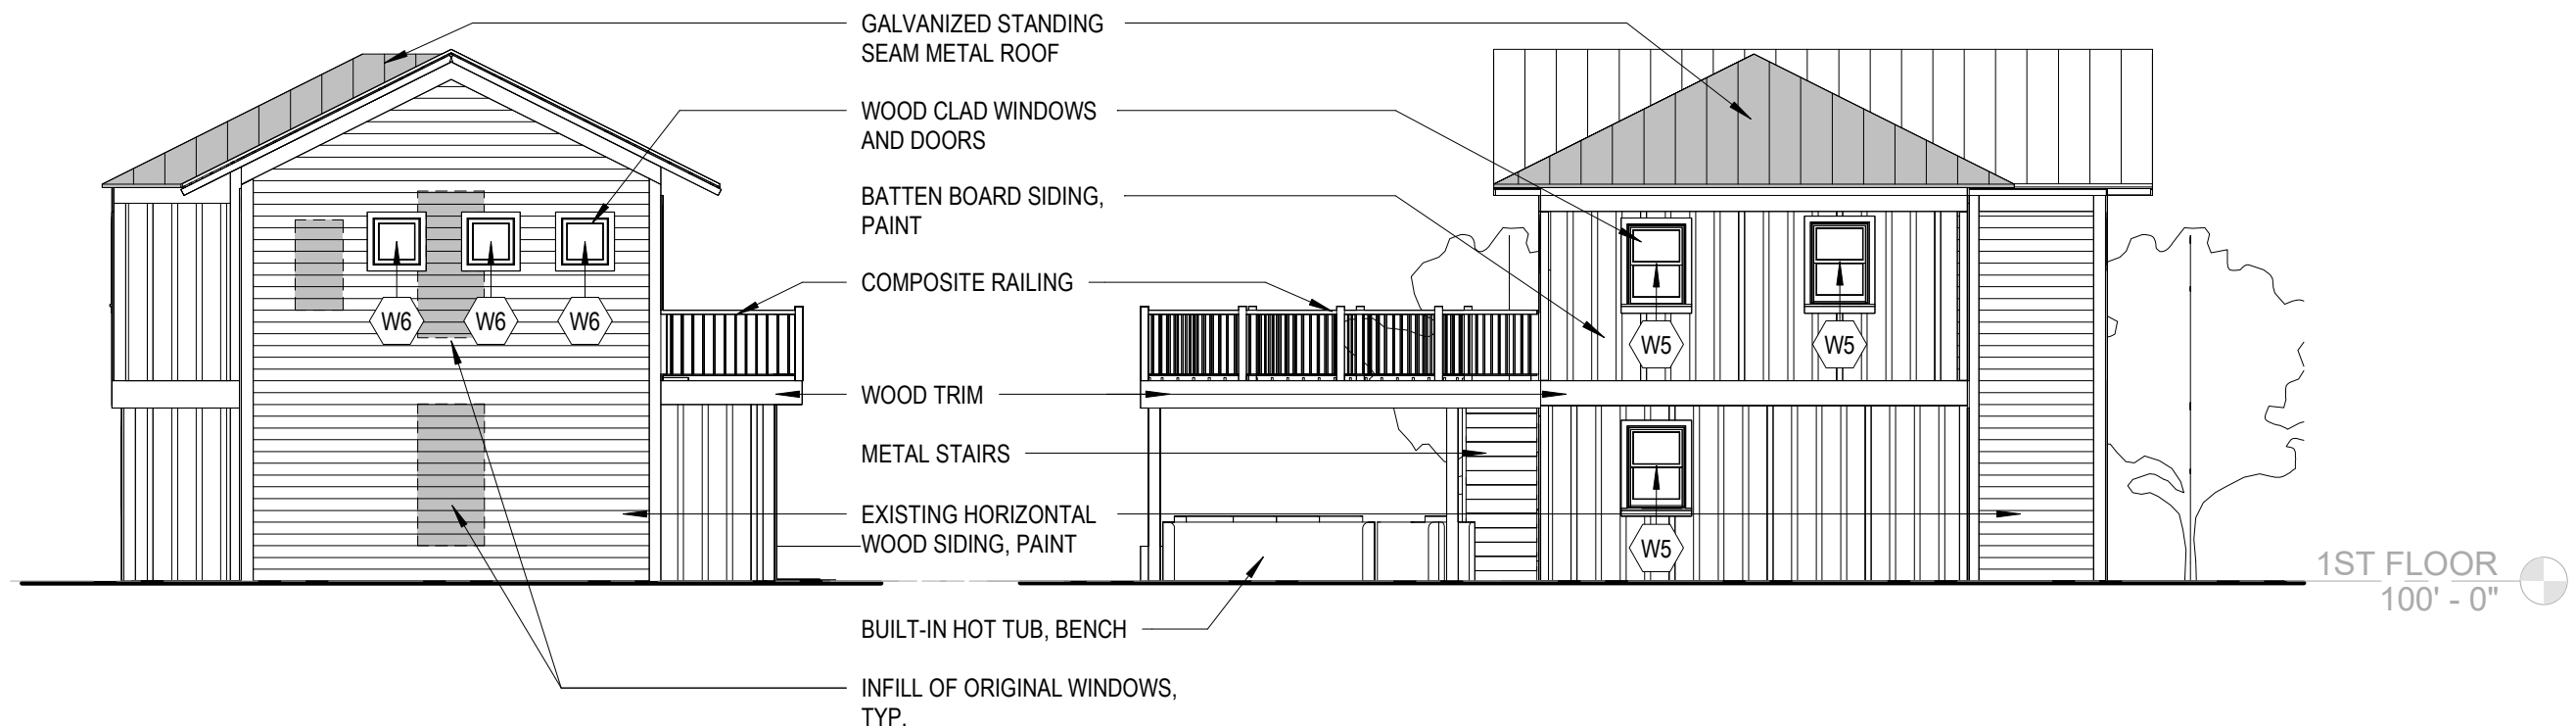 GALVANIZED STANDING
SEAM METAL ROOF
WOOD CLAD WINDOWS
AND DOORS
BATTEN BOARD SIDING,
PAINT
COMPOSITE RAILING
W6
W6
W6
W5
W5
WOOD TRIM
METAL STAIRS
EXISTING HORIZONTAL
WOOD SIDING, PAINT
W5
1ST FLOOR
100' - 0"
BUILT-IN HOT TUB, BENCH
INFILL OF ORIGINAL WINDOWS,
TYP.